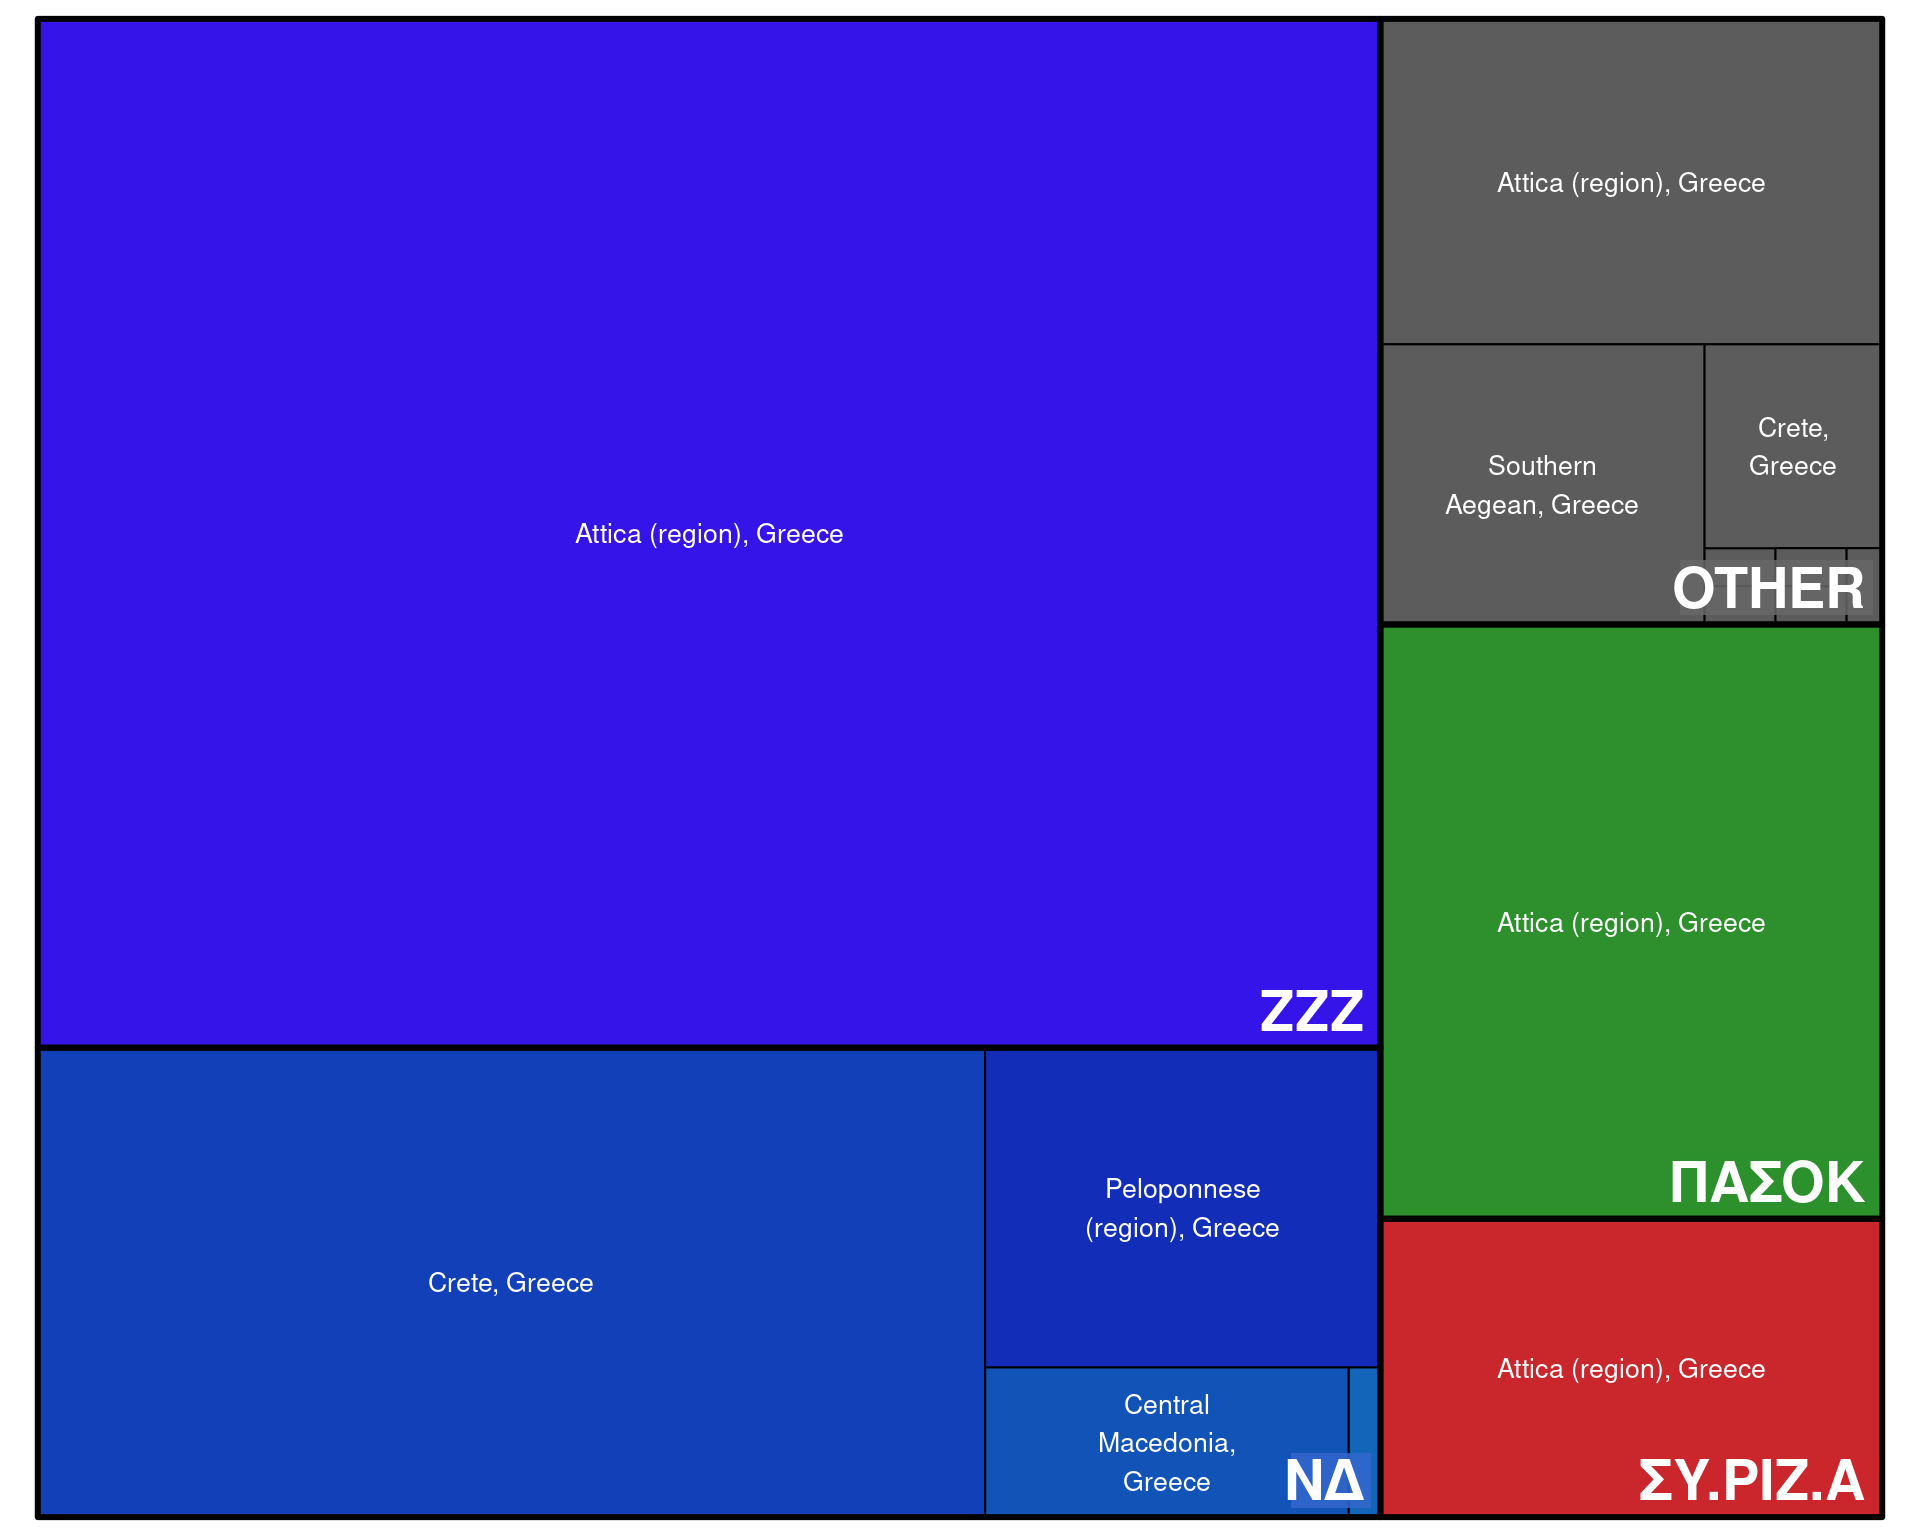 Attica (region), Greece
ZZZ
Crete, Greece
Peloponnese
(region), Greece
Central
Macedonia,
Greece
ΝΔ
Attica (region), Greece
Southern
Aegean, Greece
Crete,
Greece
OTHER
Attica (region), Greece
ΠΑΣΟΚ
Attica (region), Greece
ΣΥ.ΡΙΖ.Α